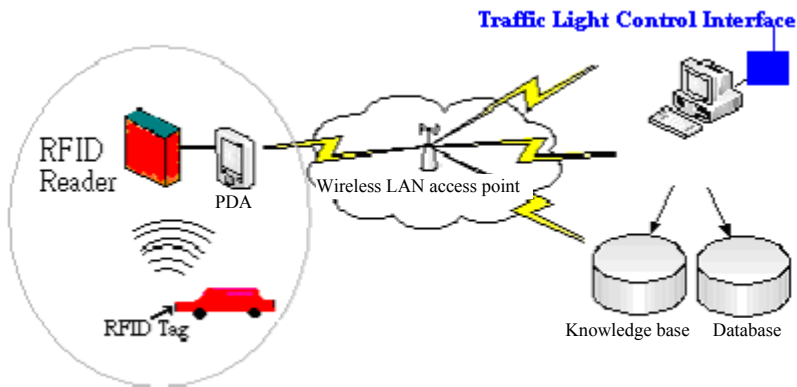 Traffic Light Control Interface
RFID
Reader
PDA
Wireless LAN access point
RFID Tag
Knowledge base
Database